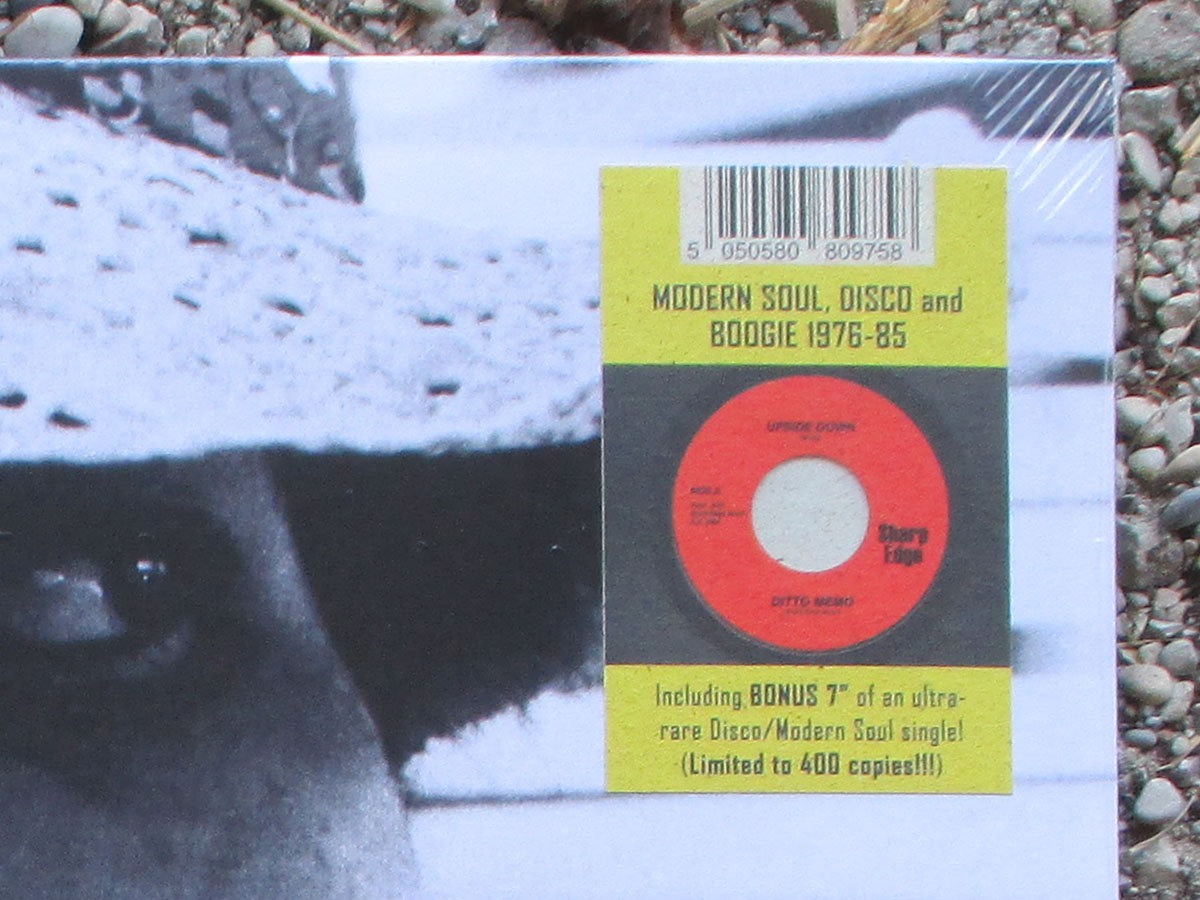 5 050580 809758
MODERN SOUL, DISCO and
BOOGIE 1976-85
UPSIDE DOWN
Sharp
Edge
DITTO MEMO
Including BONUS 7" of an ultra-
rare Disco/Modern Soul single!
(Limited to 400 copies!!!)